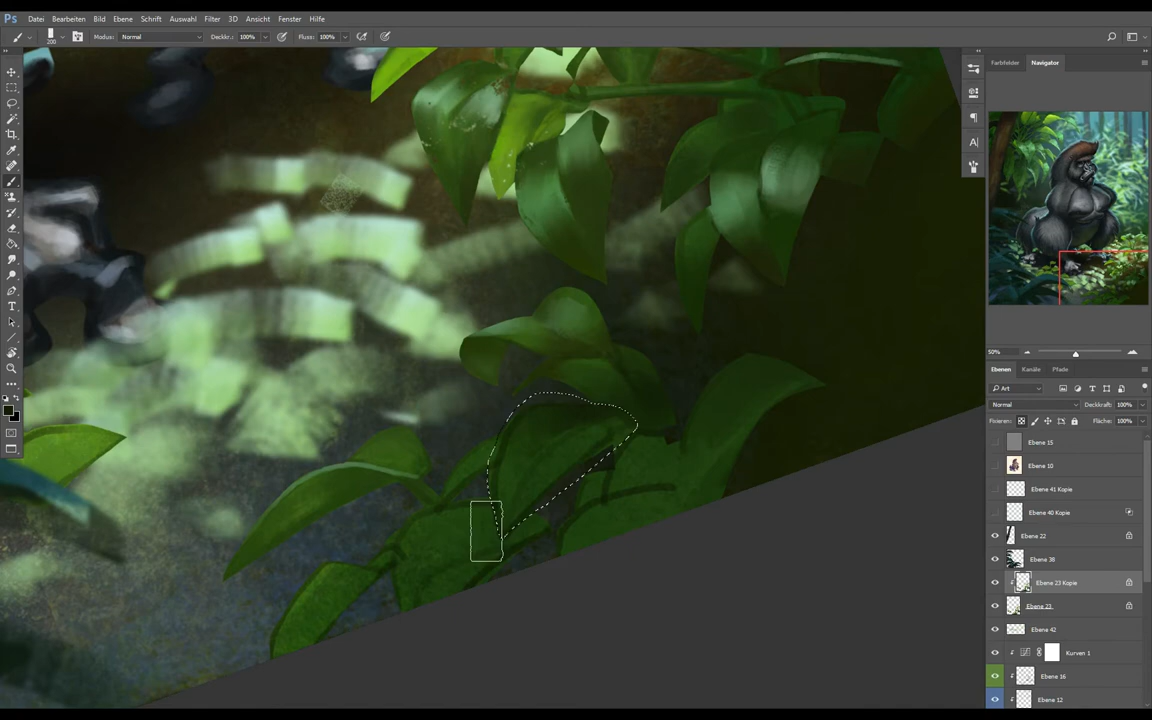 Ps Datei Bearbeiten Bild Ebene Schrift Auswahl Filter 3D Ansicht Fenster Hilfe
200 Modus: Normal Deckkr.: 100% Fluss: 100%
Farbfelder Navigator
50%
Ebenen Kanäle Pfade
Art
Normal Deckkraft: 100%
Fixieren: Fläche: 100%
Ebene 15
Ebene 10
Ebene 41 Kopie
Ebene 40 Kopie
Ebene 22
Ebene 38
Ebene 23 Kopie
Ebene 23
Ebene 42
Kurven 1
Ebene 16
Ebene 12